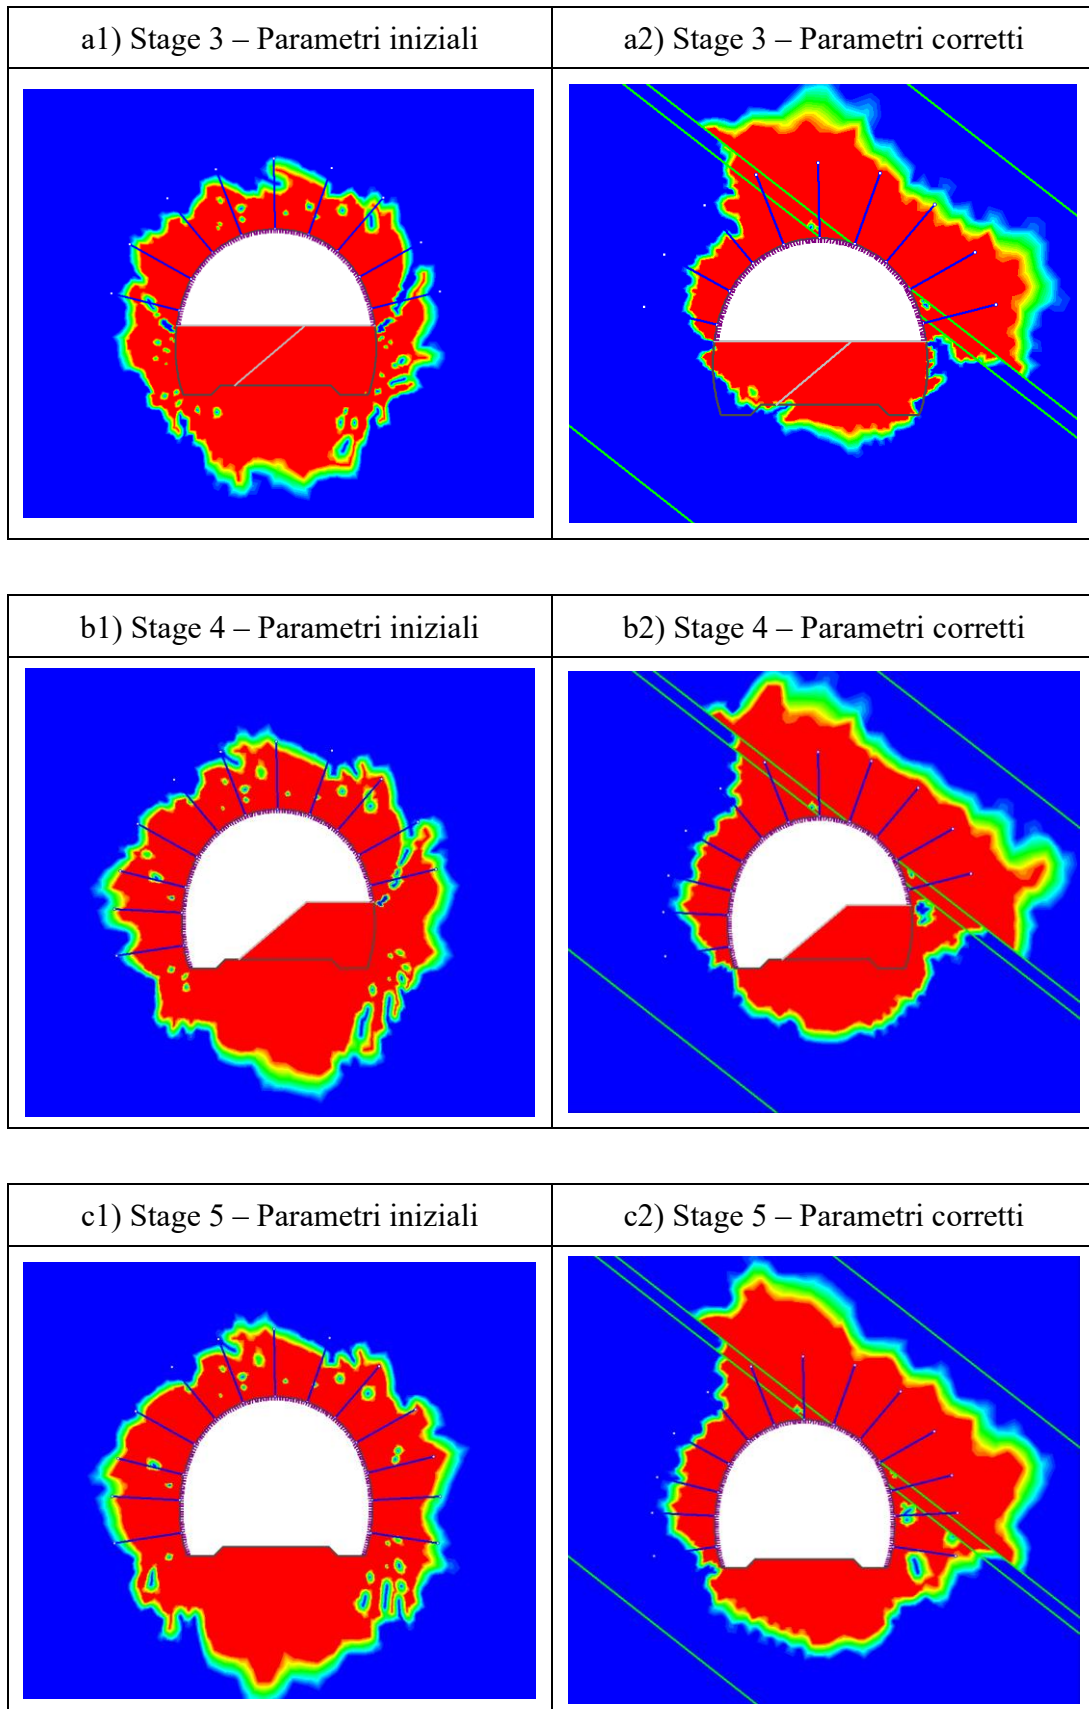 a1) Stage 3 – Parametri iniziali
a2) Stage 3 – Parametri corretti
b1) Stage 4 – Parametri iniziali
b2) Stage 4 – Parametri corretti
c1) Stage 5 – Parametri iniziali
c2) Stage 5 – Parametri corretti